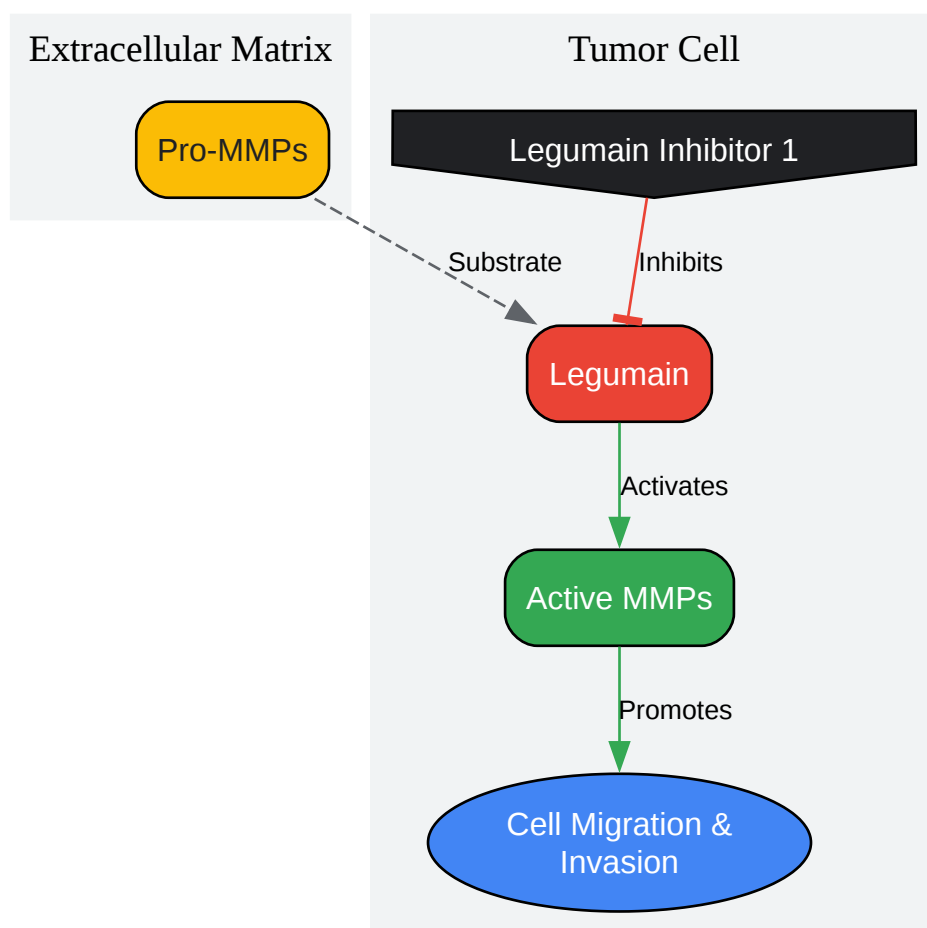 Extracellular Matrix
Tumor Cell
Pro-MMPs
Legumain Inhibitor 1
Substrate
Inhibits
Legumain
Activates
Active MMPs
Promotes
Cell Migration &
Invasion